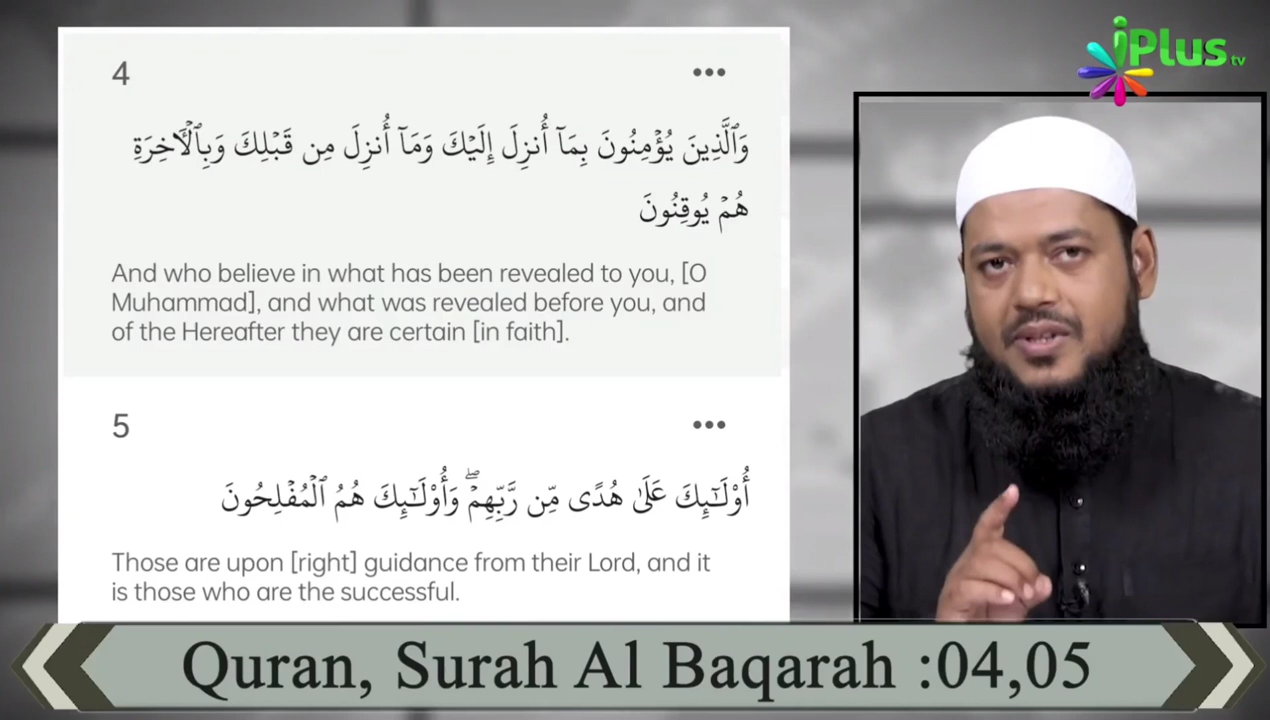 iPlus tv
4
وَٱلَّذِينَ يُؤۡمِنُونَ بِمَآ أُنزِلَ إِلَيۡكَ وَمَآ أُنزِلَ مِن قَبۡلِكَ وَبِٱلۡأٓخِرَةِ
هُمۡ يُوقِنُونَ
And who believe in what has been revealed to you, [O
Muhammad], and what was revealed before you, and
of the Hereafter they are certain [in faith].
5
أُوْلَٰٓئِكَ عَلَىٰ هُدٗى مِّن رَّبِّهِمۡۖ وَأُوْلَٰٓئِكَ هُمُ ٱلۡمُفۡلِحُونَ
Those are upon [right] guidance from their Lord, and it
is those who are the successful.
Quran, Surah Al Baqarah :04,05